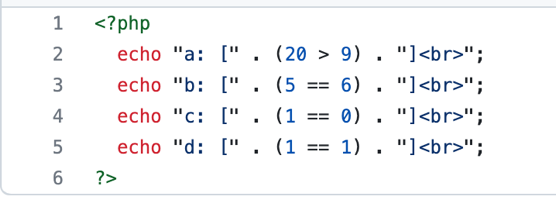 1 <?php
2 echo "a: [" . (20 > 9) . "]<br>";
3 echo "b: [" . (5 == 6) . "]<br>";
4 echo "c: [" . (1 == 0) . "]<br>";
5 echo "d: [" . (1 == 1) . "]<br>";
6 ?>